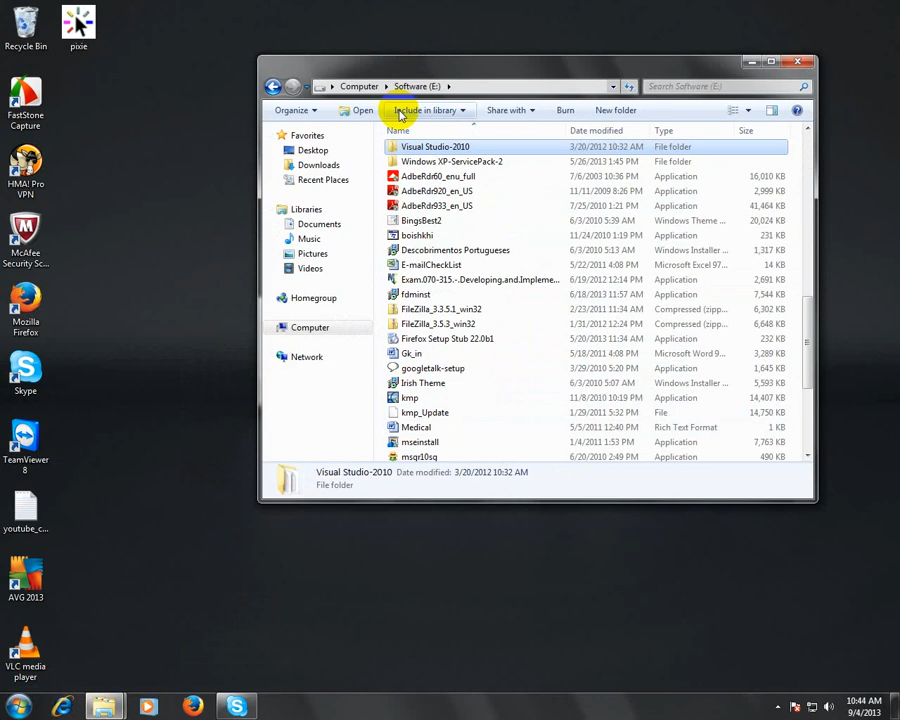 Recycle Bin
pixie
FastStone
Capture
HMA! Pro
VPN
McAfee
Security Sc...
Mozilla
Firefox
Skype
TeamViewer
8
youtube_c...
AVG 2013
VLC media
player
Computer Software (E:)
Search Software (E:)
Organize Open Include in library Share with Burn New folder
Name Date modified Type Size
Favorites
Desktop
Downloads
Recent Places
Libraries
Documents
Music
Pictures
Videos
Homegroup
Computer
Network
Visual Studio-2010 3/20/2012 10:32 AM File folder
Windows XP-ServicePack-2 5/26/2013 1:45 PM File folder
AdbeRdr60_enu_full 7/6/2003 10:36 PM Application 16,010 KB
AdbeRdr920_en_US 11/11/2009 8:26 PM Application 2,999 KB
AdbeRdr933_en_US 7/25/2010 1:21 PM Application 41,464 KB
BingsBest2 6/3/2010 5:39 AM Windows Theme ... 20,024 KB
boishkhi 11/24/2010 1:19 PM Application 231 KB
Descobrimentos Portugueses 6/3/2010 5:13 AM Windows Installer ... 1,317 KB
E-mailCheckList 5/22/2011 4:08 PM Microsoft Excel 97... 14 KB
Exam.070-315.-.Developing.and.Impleme... 6/19/2012 12:14 PM Application 2,691 KB
fdminst 6/18/2013 11:57 AM Application 7,544 KB
FileZilla_3.3.5.1_win32 2/23/2011 11:34 AM Compressed (zipp... 6,302 KB
FileZilla_3.5.3_win32 1/31/2012 12:24 PM Compressed (zipp... 6,648 KB
Firefox Setup Stub 22.0b1 5/20/2013 11:34 AM Application 232 KB
Gk_in 5/18/2011 4:08 PM Microsoft Word 9... 3,289 KB
googletalk-setup 3/29/2010 5:20 PM Application 1,645 KB
Irish Theme 6/3/2010 5:07 AM Windows Installer ... 5,593 KB
kmp 11/8/2010 10:19 PM Application 14,407 KB
kmp_Update 1/29/2011 5:32 PM File 14,750 KB
Medical 5/5/2011 12:40 PM Rich Text Format 0 KB
mseinstall 1/4/2011 1:53 PM Application 7,763 KB
msgr10sg 6/20/2010 2:49 PM Application 490 KB
Visual Studio-2010 Date modified: 3/20/2012 10:32 AM
File folder
10:44 AM
9/4/2013